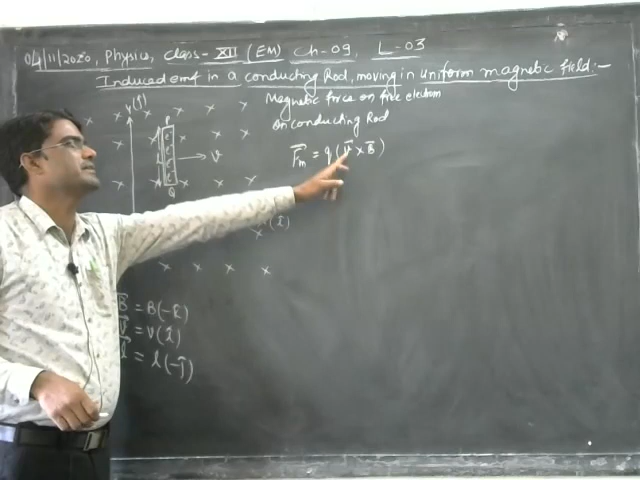 04/11/2020, Physics, Class-XII (EM) Ch-09, L-03
Induced emf in a conducting Rod, moving in uniform magnetic field:-
Magnetic force on free electron
on conducting Rod
F⃗m = q (V⃗ × B⃗)
y(ĵ)
P
→ v
Q
x(î)
B⃗ = B(-k̂)
V⃗ = v(î)
l⃗ = l(-ĵ)